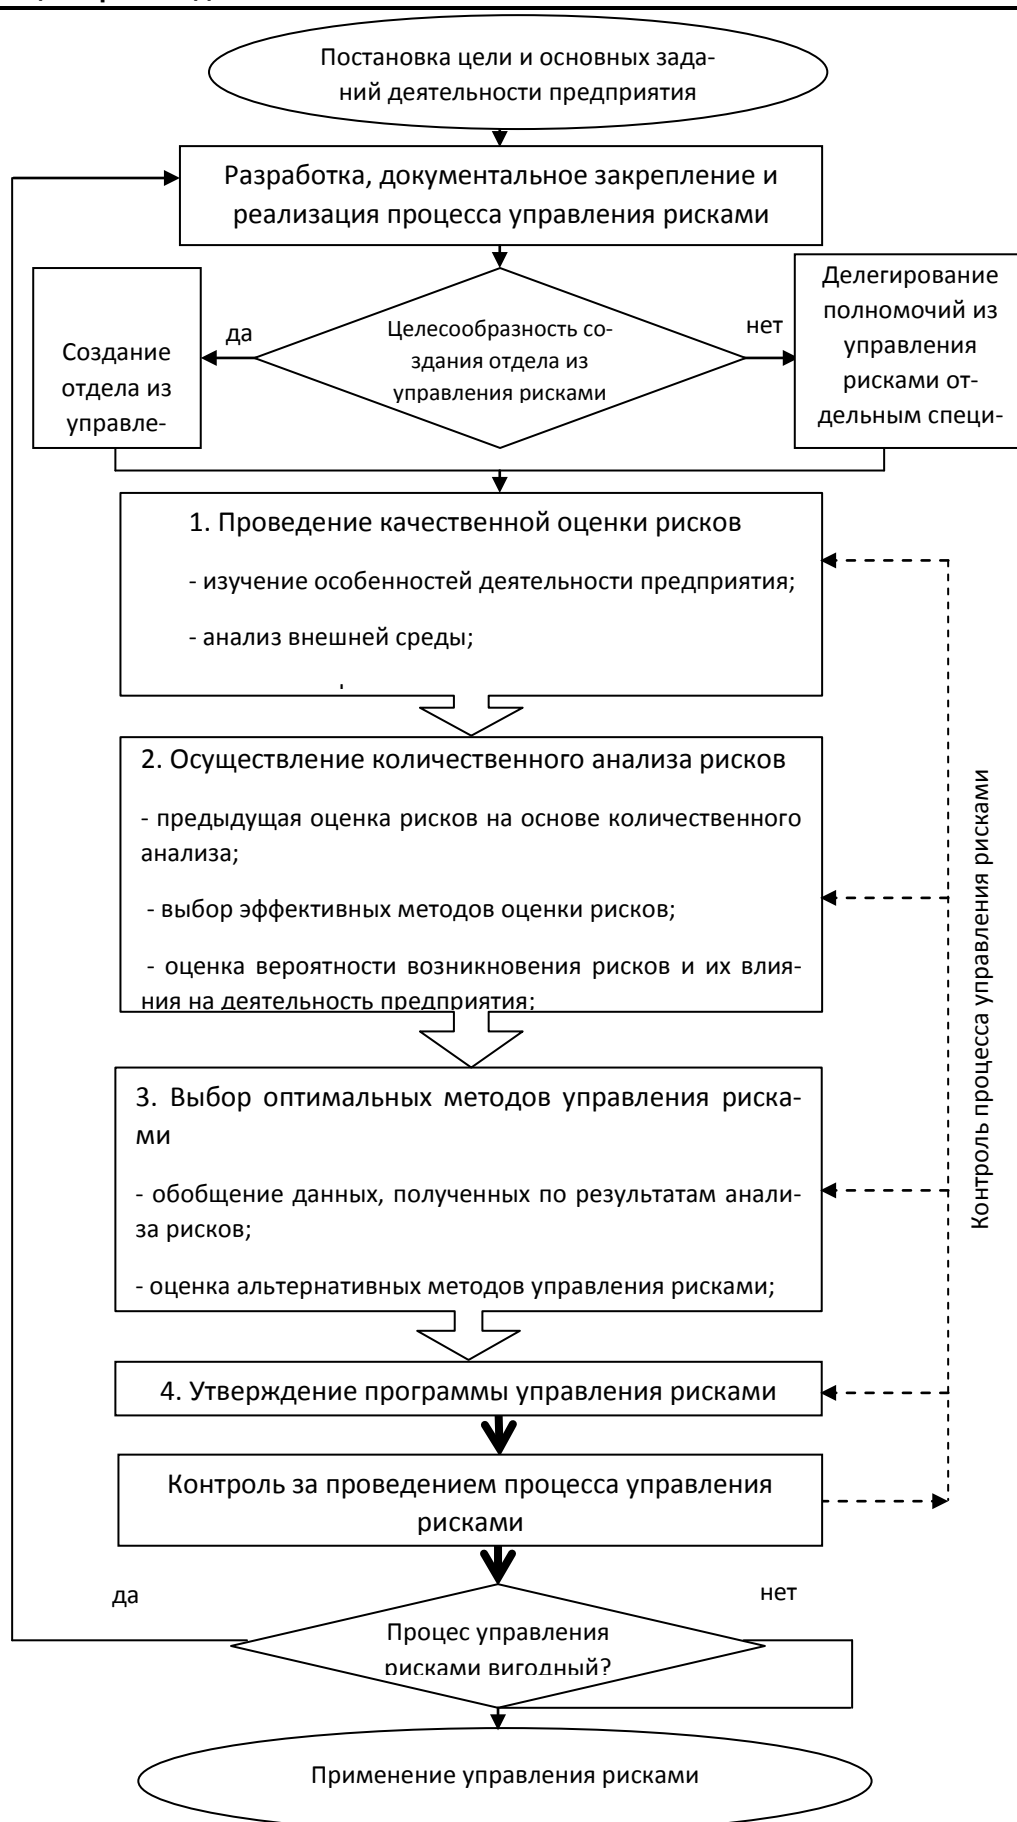 Постановка цели и основных зада-
ний деятельности предприятия
Разработка, документальное закрепление и
реализация процесса управления рисками
Целесообразность со-
здания отдела из
управления рисками
да
нет
Создание
отдела из
управле-
Делегирование
полномочий из
управления
рисками от-
дельным специ-
1. Проведение качественной оценки рисков
- изучение особенностей деятельности предприятия;
- анализ внешней среды;
2. Осуществление количественного анализа рисков
- предыдущая оценка рисков на основе количественного
анализа;
- выбор эффективных методов оценки рисков;
- оценка вероятности возникновения рисков и их влия-
ния на деятельность предприятия;
3. Выбор оптимальных методов управления риска-
ми
- обобщение данных, полученных по результатам анали-
за рисков;
- оценка альтернативных методов управления рисками;
4. Утверждение программы управления рисками
Контроль за проведением процесса управления
рисками
Контроль процесса управления рисками
да
нет
Процес управления
рисками вигодный?
Применение управления рисками